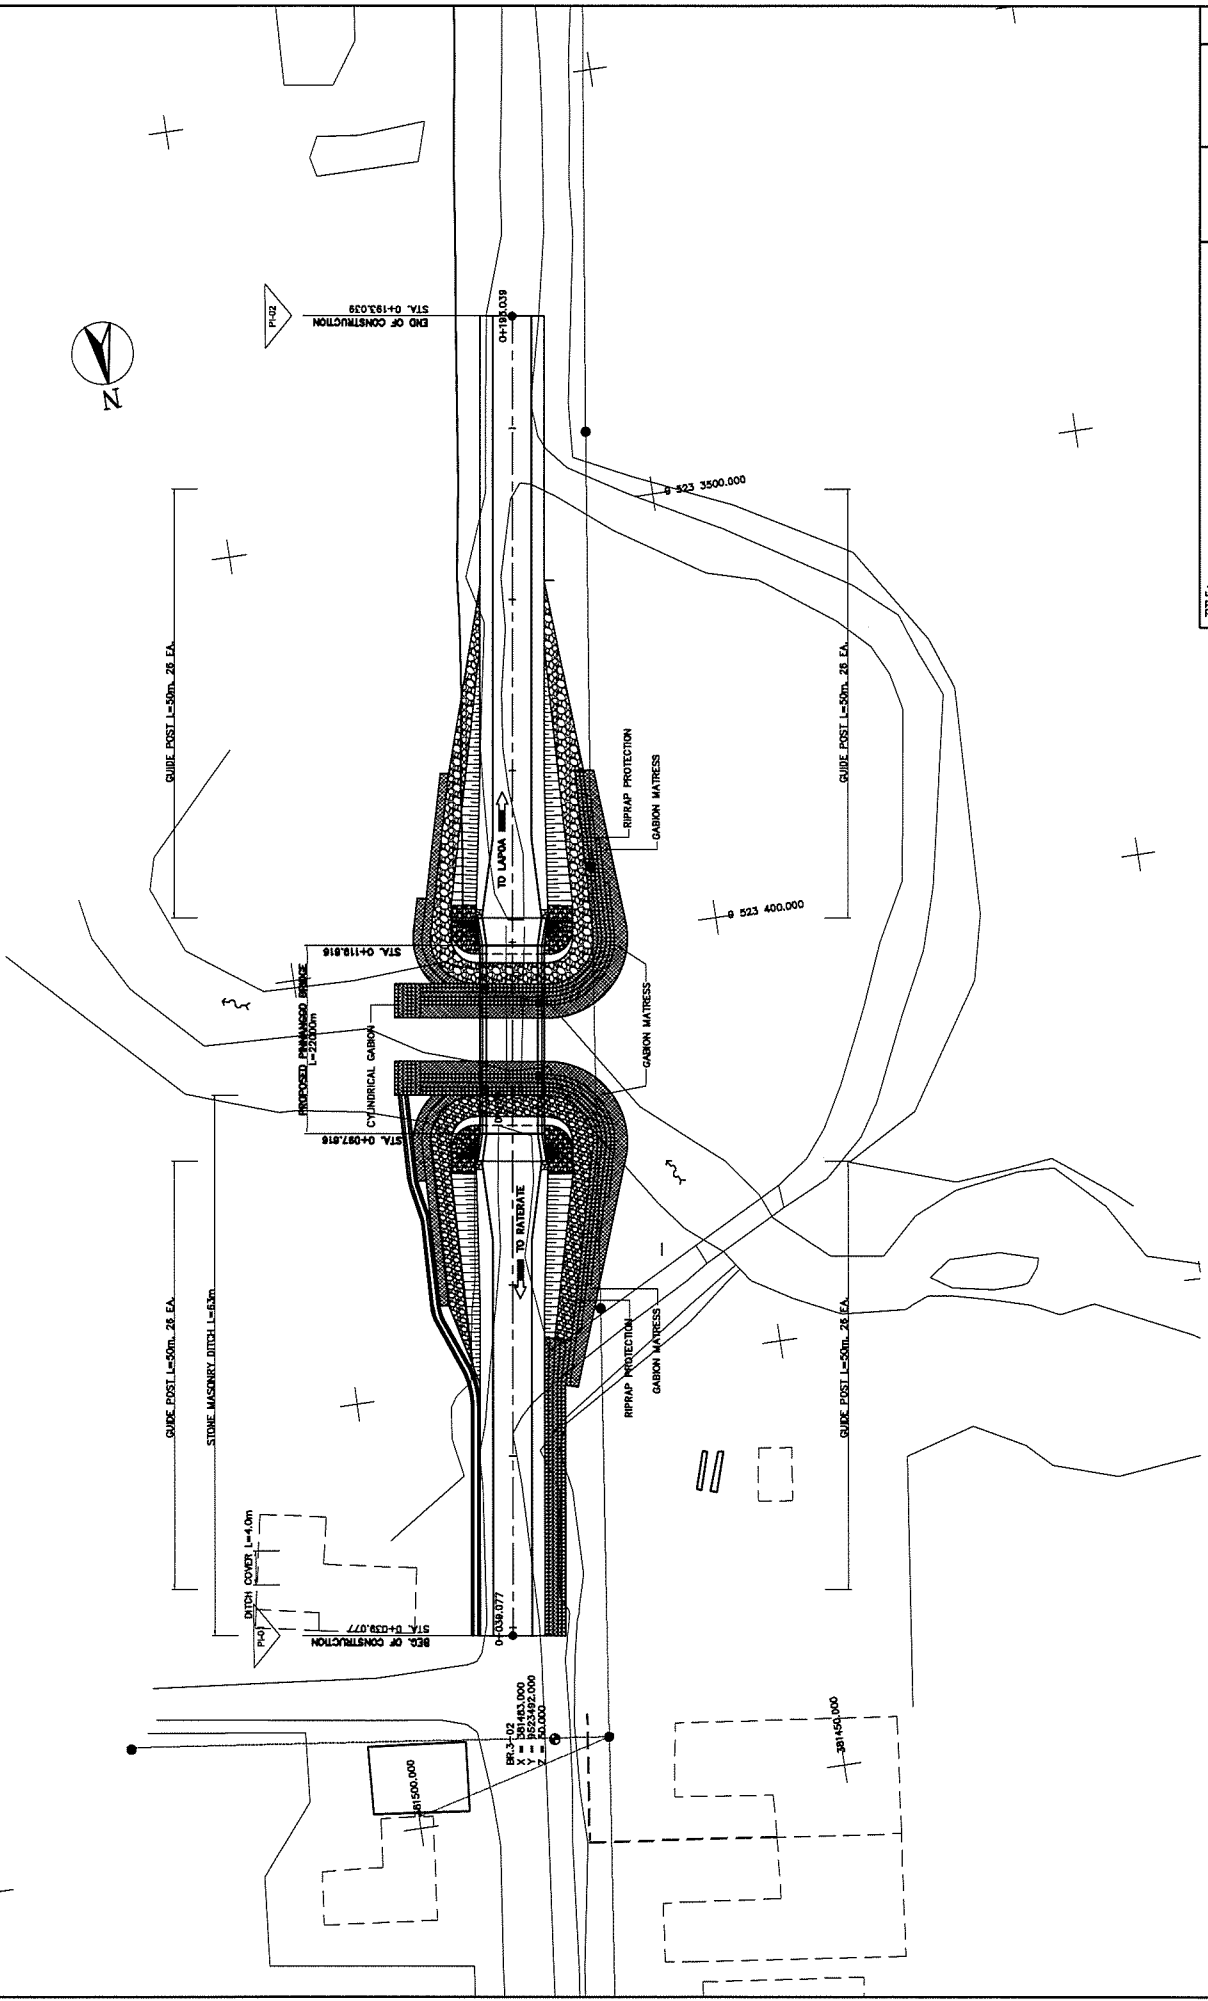 PI-02
END OF CONSTRUCTION
STA. 0+193.039
0+193.039
N
9 523 3500.000
GUIDE POST L=50m, 26 EA.
GUIDE POST L=50m, 26 EA.
RIPRAP PROTECTION
GABION MATRESS
TO LAPOA
9 523 400.000
STA. 0+119.816
PROPOSED BRIDGE
L=22000m
CYLINDRICAL GABION
GABION MATRESS
STA. 0+097.816
TO RATERATE
GUIDE POST L=50m, 26 EA.
STONE MASONRY DITCH L=63m
RIPRAP PROTECTION
GABION MATRESS
GUIDE POST L=50m, 26 EA.
DITCH COVER L=4.0m
PI-01
BEG. OF CONSTRUCTION
STA. 0+039.077
0+039.077
BR.3-02
X = 381483.000
Y = 9523492.000
Z = 50.000
381500.000
381450.000